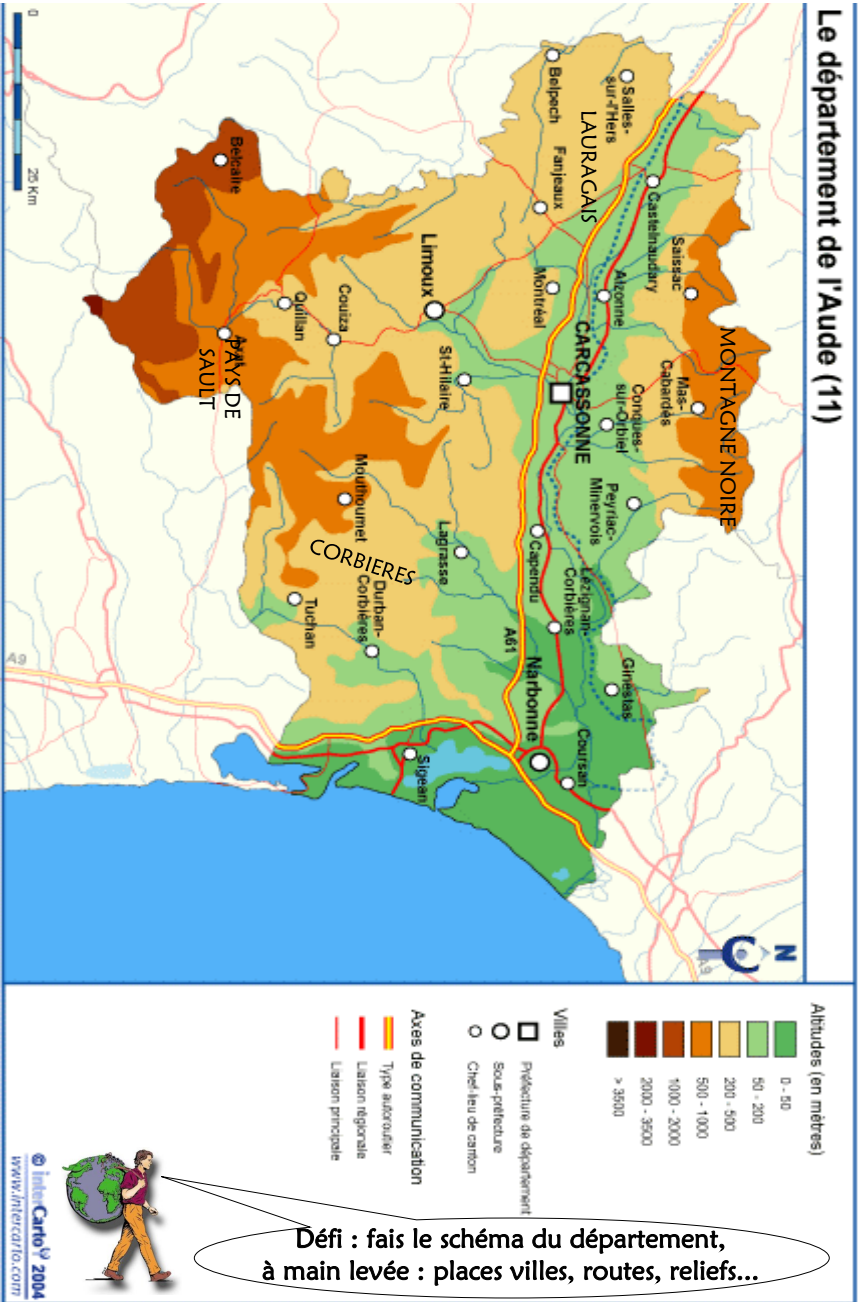 Le département de l'Aude (11)
0
25 Km
N
A9
A9
A61
MONTAGNE NOIRE
LAURAGAIS
CORBIERES
PAYS DE
SAULT
Salles-
sur-l'Hers
Belpech
Fanjeaux
Castelnaudary
Saissac
Alzonne
Montréal
Mas-
Cabardès
CARCASSONNE
Conques-
sur-Orbiel
Peyriac-
Minervois
Limoux
St-Hilaire
Belcaire
Quillan
Couiza
Mouthoumet
Lagrasse
Capendu
Lézignan-
Corbières
Durban-
Corbières
Tuchan
Ginestas
Narbonne
Coursan
Sigean
Altitudes (en mètres)
0 - 50
50 - 200
200 - 500
500 - 1000
1000 - 2000
2000 - 3500
> 3500
Villes
Préfecture de département
Sous-préfecture
Chef-lieu de canton
Axes de communication
Type autoroutier
Liaison régionale
Liaison principale
© interCarto 2004
www.intercarto.com
Défi : fais le schéma du département,
à main levée : places villes, routes, reliefs...